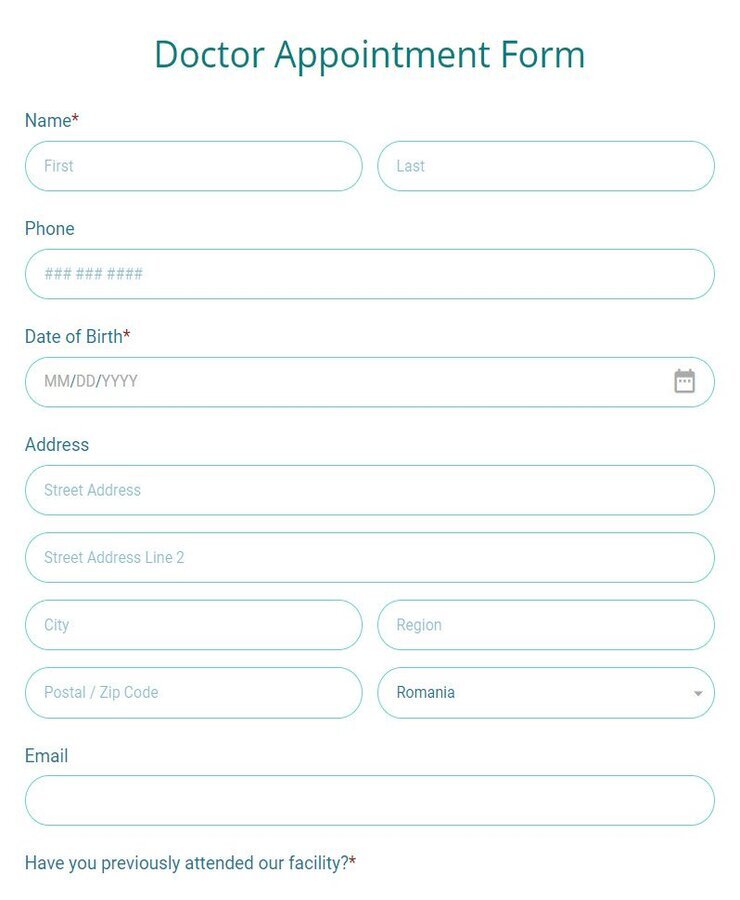 Doctor Appointment Form
Name*
First Last
Phone
### ### ####
Date of Birth*
MM/DD/YYYY
Address
Street Address
Street Address Line 2
City Region
Postal / Zip Code Romania
Email
Have you previously attended our facility?*